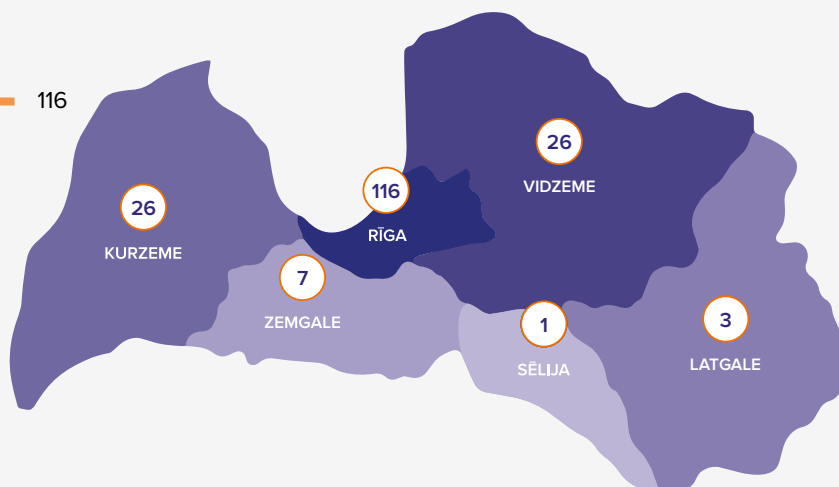 116
26
VIDZEME
116
RĪGA
26
KURZEME
7
ZEMGALE
1
SĒLIJA
3
LATGALE